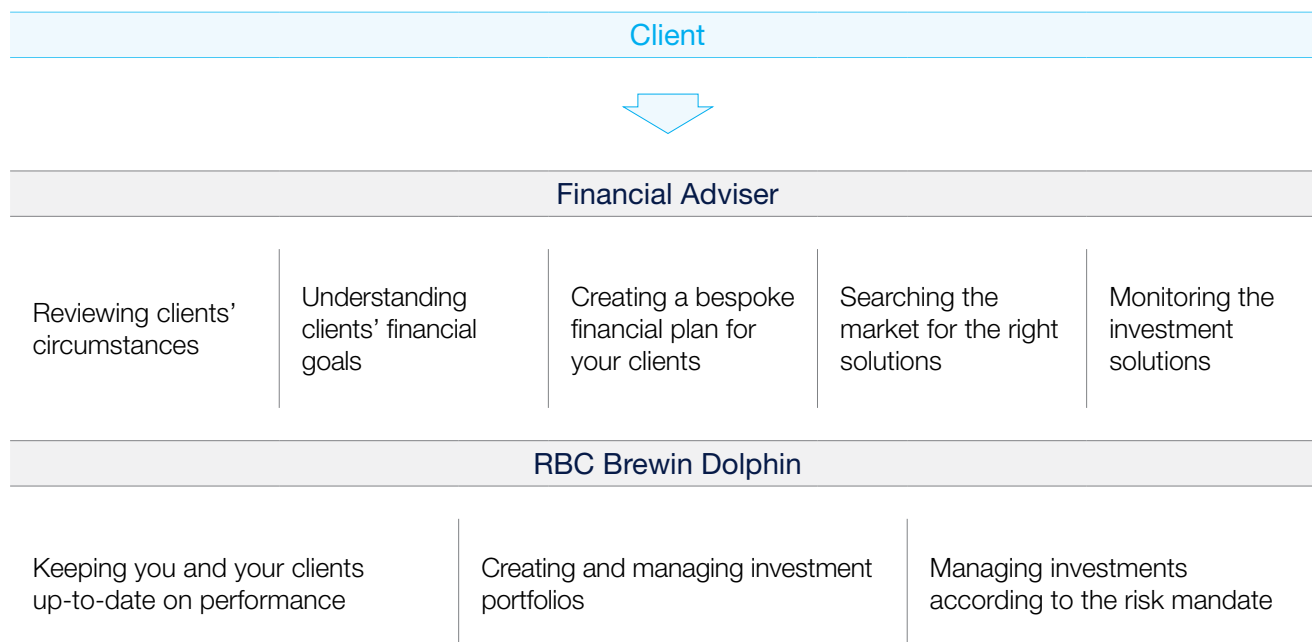 Client
Financial Adviser
Reviewing clients’
circumstances
Understanding
clients’ financial
goals
Creating a bespoke
financial plan for
your clients
Searching the
market for the right
solutions
Monitoring the
investment
solutions
RBC Brewin Dolphin
Keeping you and your clients
up-to-date on performance
Creating and managing investment
portfolios
Managing investments
according to the risk mandate